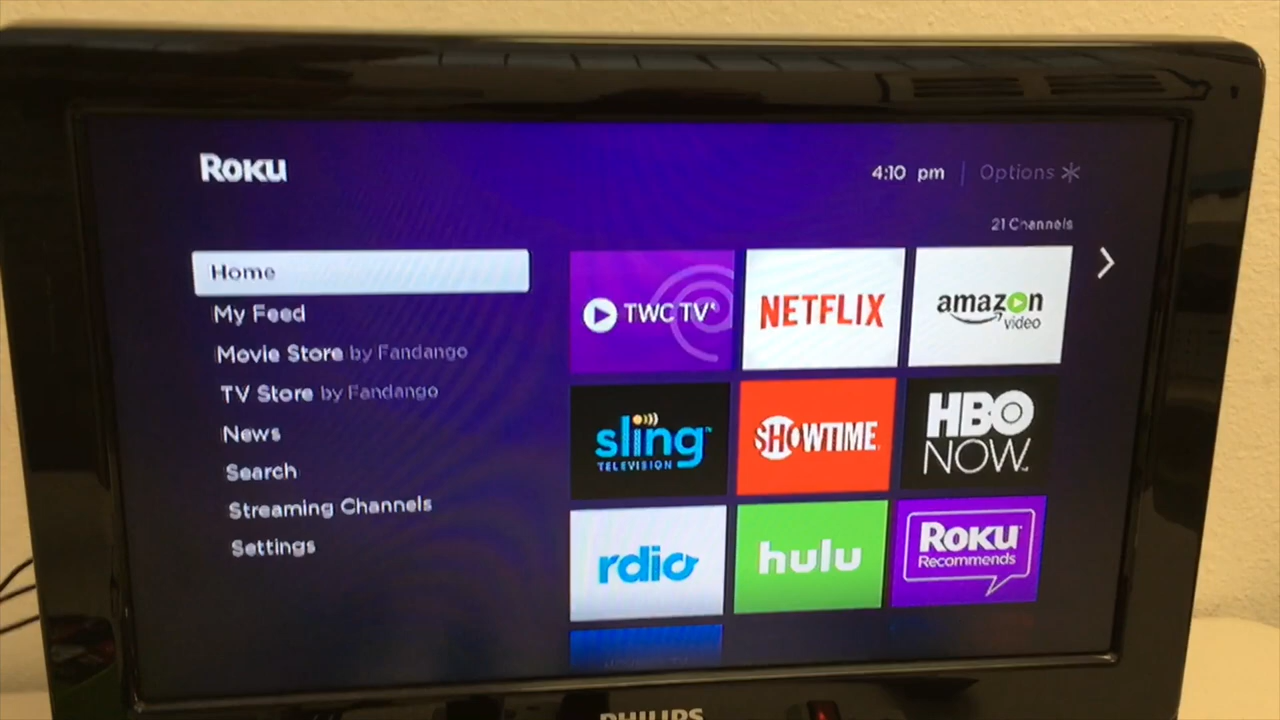 Roku
4:10 pm | Options *
21 Channels
Home
My Feed
Movie Store by Fandango
TV Store by Fandango
News
Search
Streaming Channels
Settings
TWC TV
NETFLIX
amazon
video
sling
TELEVISION
SHOWTIME
HBO
NOW
rdio
hulu
Roku
Recommends
PHILIPS